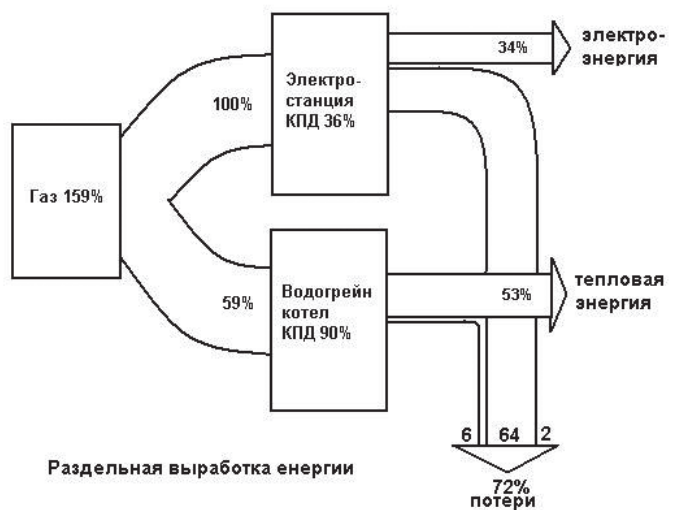 Газ 159%
100%
59%
Электро-
станция
КПД 36%
34%
электро-
энергия
Водогрейн
котел
КПД 90%
53%
тепловая
энергия
6 64 2
72%
потери
Раздельная выработка енергии